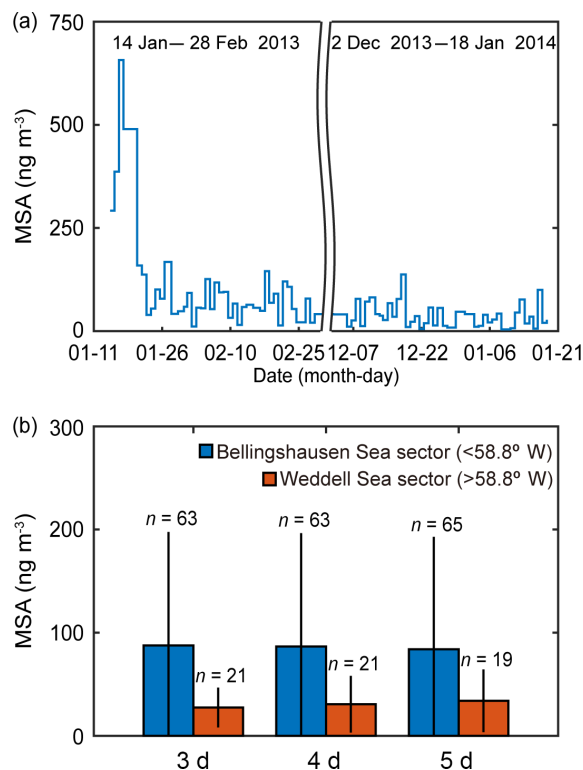 (a)
14 Jan— 28 Feb 2013
2 Dec 2013—18 Jan 2014
MSA (ng m⁻³)
750
500
250
0
01-11 01-26 02-10 02-25 12-07 12-22 01-06 01-21
Date (month-day)
(b)
Bellingshausen Sea sector (<58.8º W)
Weddell Sea sector (>58.8º W)
MSA (ng m⁻³)
300
200
100
0
n = 63
n = 21
n = 63
n = 21
n = 65
n = 19
3 d 4 d 5 d